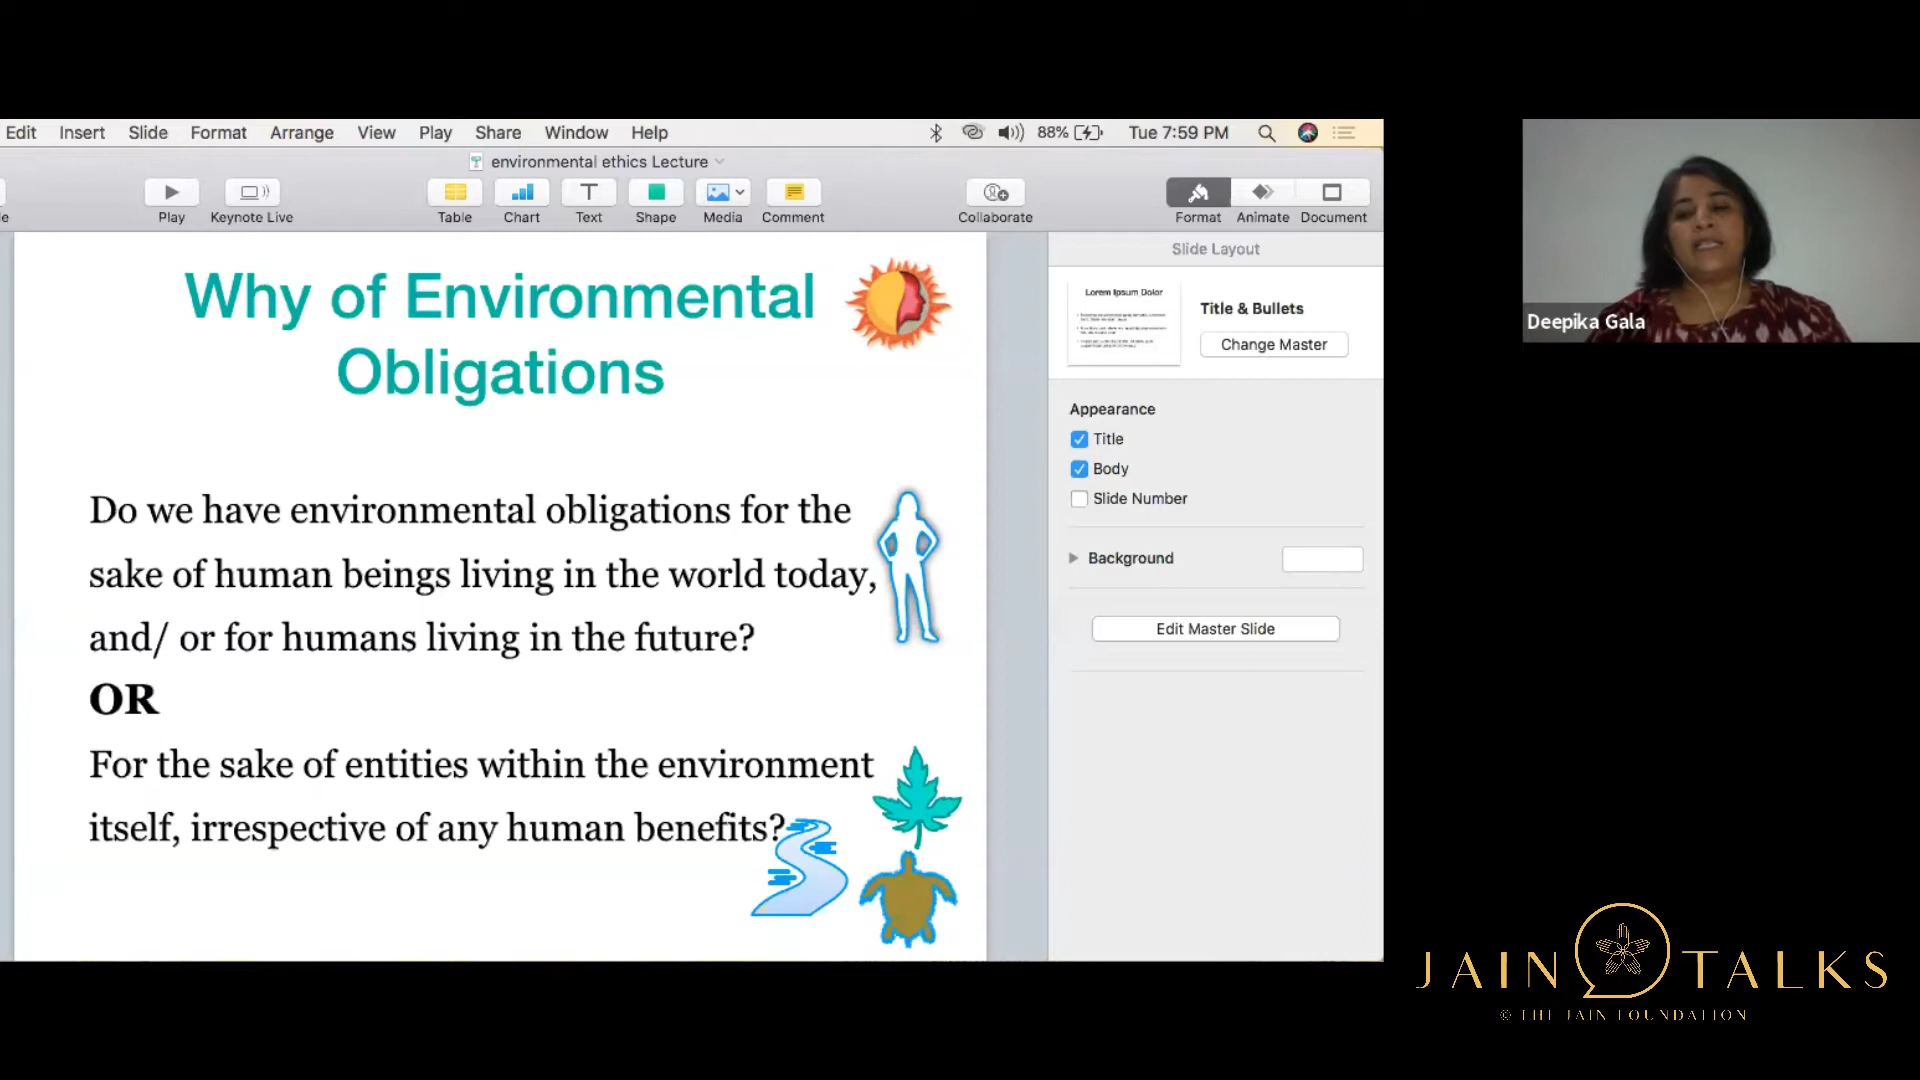 Edit Insert Slide Format Arrange View Play Share Window Help 88% Tue 7:59 PM
environmental ethics Lecture
Play Keynote Live Table Chart Text Shape Media Comment Collaborate Format Animate Document
Why of Environmental
Obligations
Do we have environmental obligations for the
sake of human beings living in the world today,
and/ or for humans living in the future?
OR
For the sake of entities within the environment
itself, irrespective of any human benefits?
Slide Layout
Lorem Ipsum Dolor
Title & Bullets
Change Master
Appearance
Title
Body
Slide Number
Background
Edit Master Slide
Deepika Gala
JAIN TALKS
© THE JAIN FOUNDATION